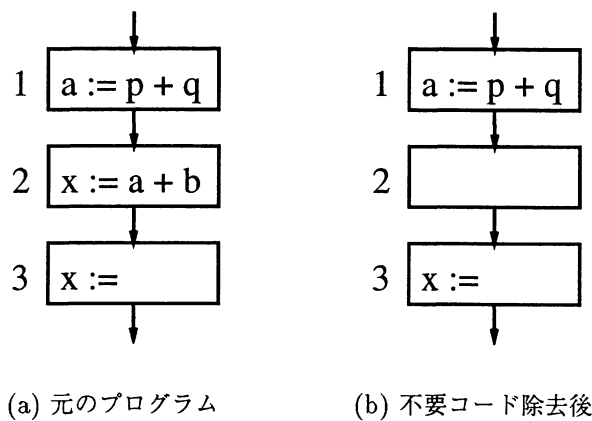 1 a := p + q
2 x := a + b
3 x :=
(a) 元のプログラム
1 a := p + q
2
3 x :=
(b) 不要コード除去後